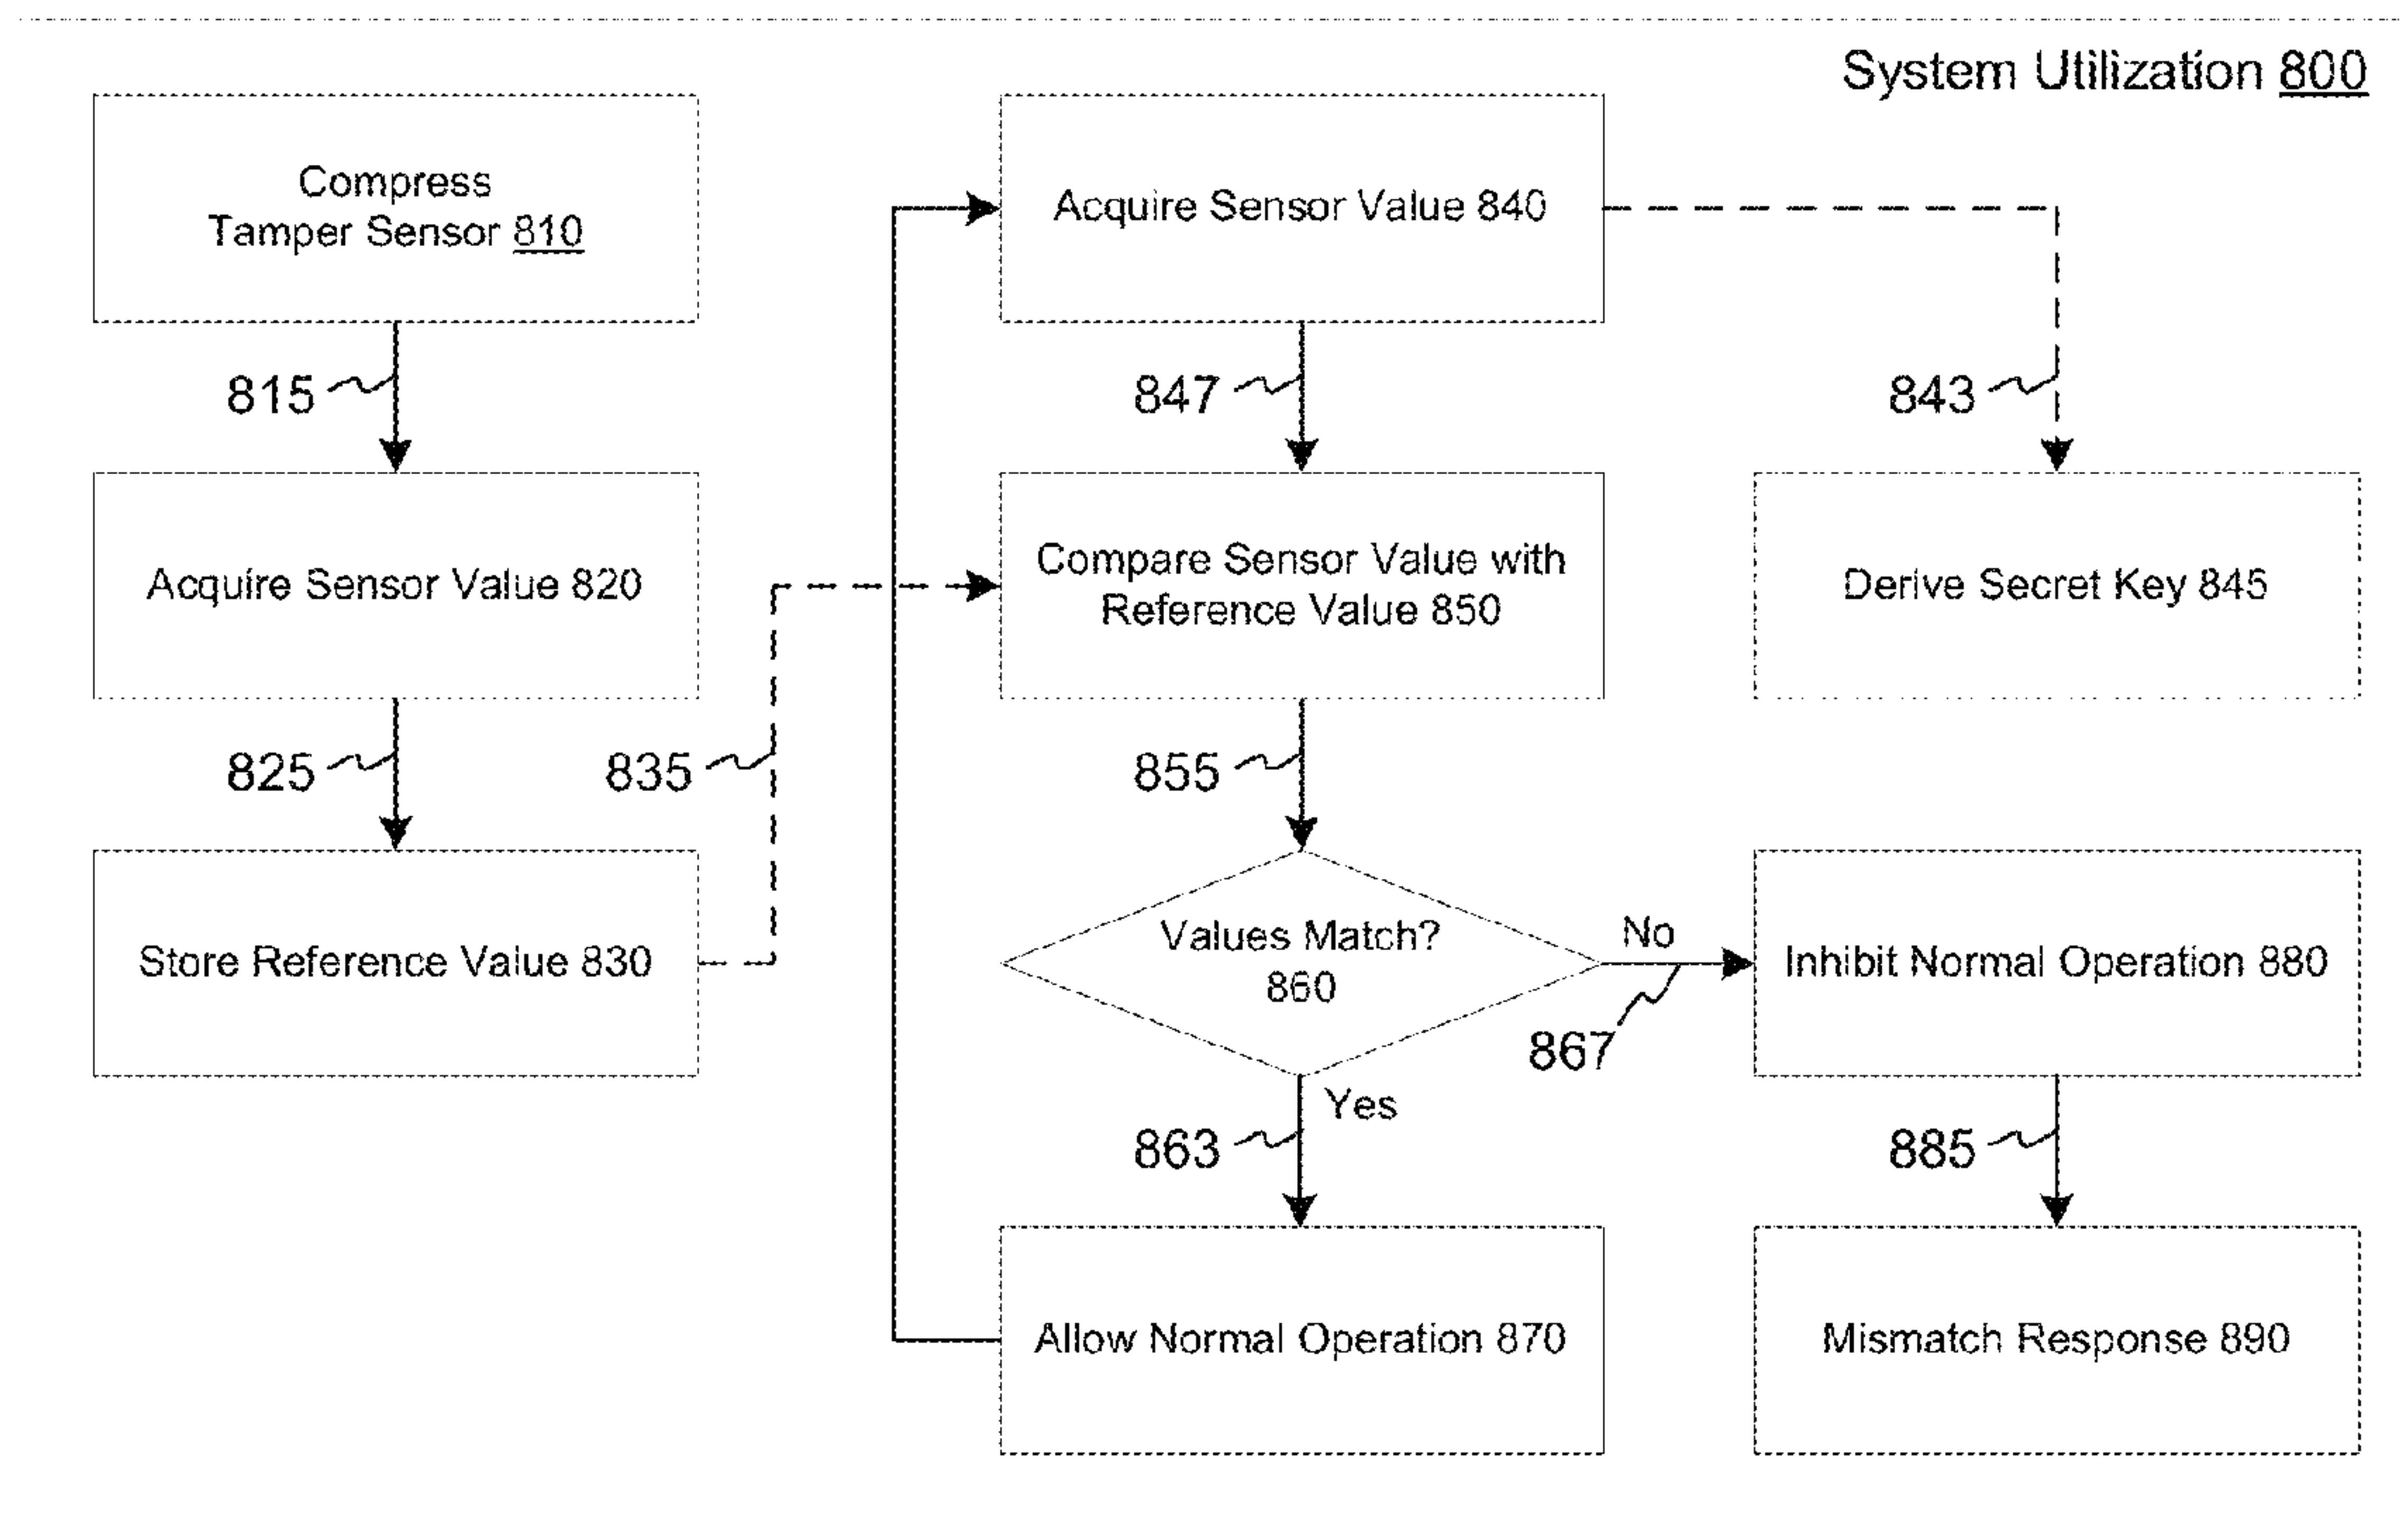 System Utilization 800
Compress
Tamper Sensor 810
815
Acquire Sensor Value 820
825
Store Reference Value 830
835
Acquire Sensor Value 840
847
843
Compare Sensor Value with
Reference Value 850
Derive Secret Key 845
855
Values Match?
860
No
867
Inhibit Normal Operation 880
Yes
863
885
Allow Normal Operation 870
Mismatch Response 890